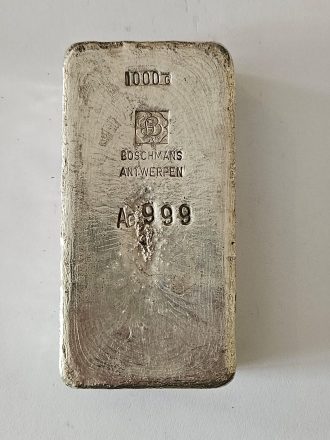 1000 G
BOSCHMANS
ANTWERPEN
AG 999